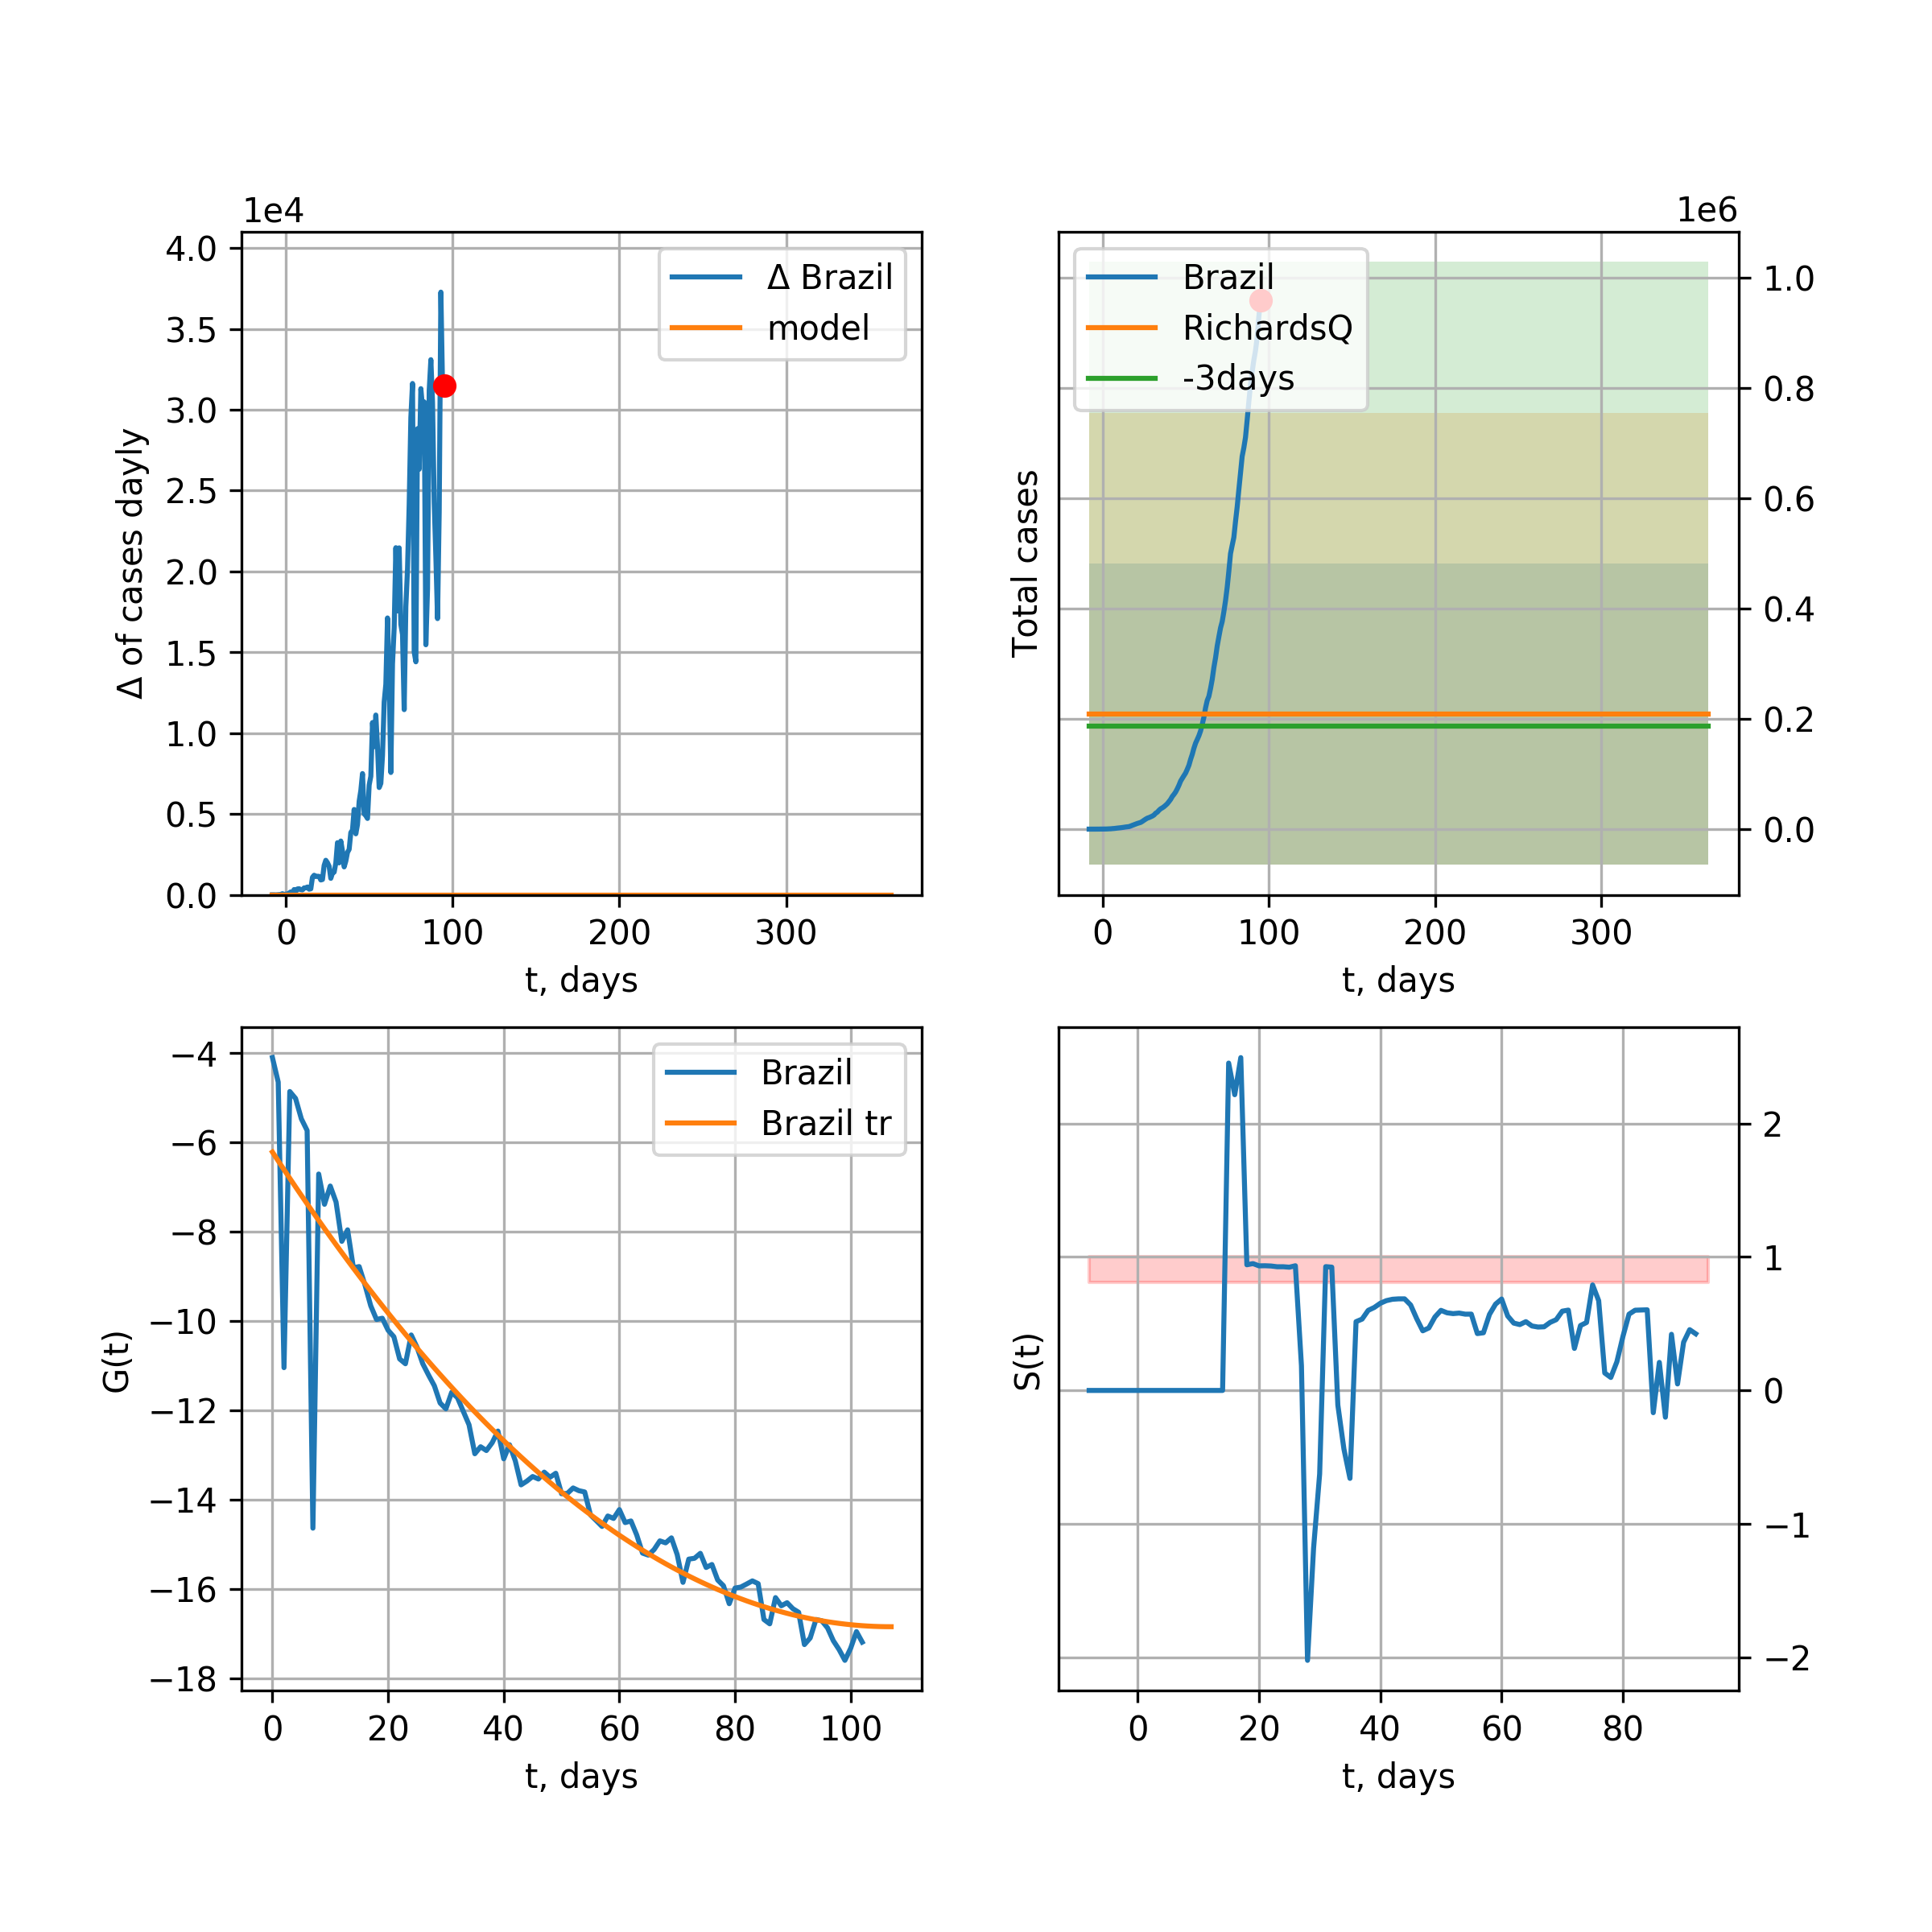 1e4
4.0
3.5
3.0
2.5
2.0
1.5
1.0
0.5
0.0
Δ of cases dayly
0 100 200 300
t, days
Δ Brazil
model
1e6
1.0
0.8
0.6
0.4
0.2
0.0
Total cases
0 100 200 300
t, days
Brazil
RichardsQ
-3days
−4
−6
−8
−10
−12
−14
−16
−18
G(t)
0 20 40 60 80 100
t, days
Brazil
Brazil tr
2
1
0
−1
−2
S(t)
0 20 40 60 80
t, days